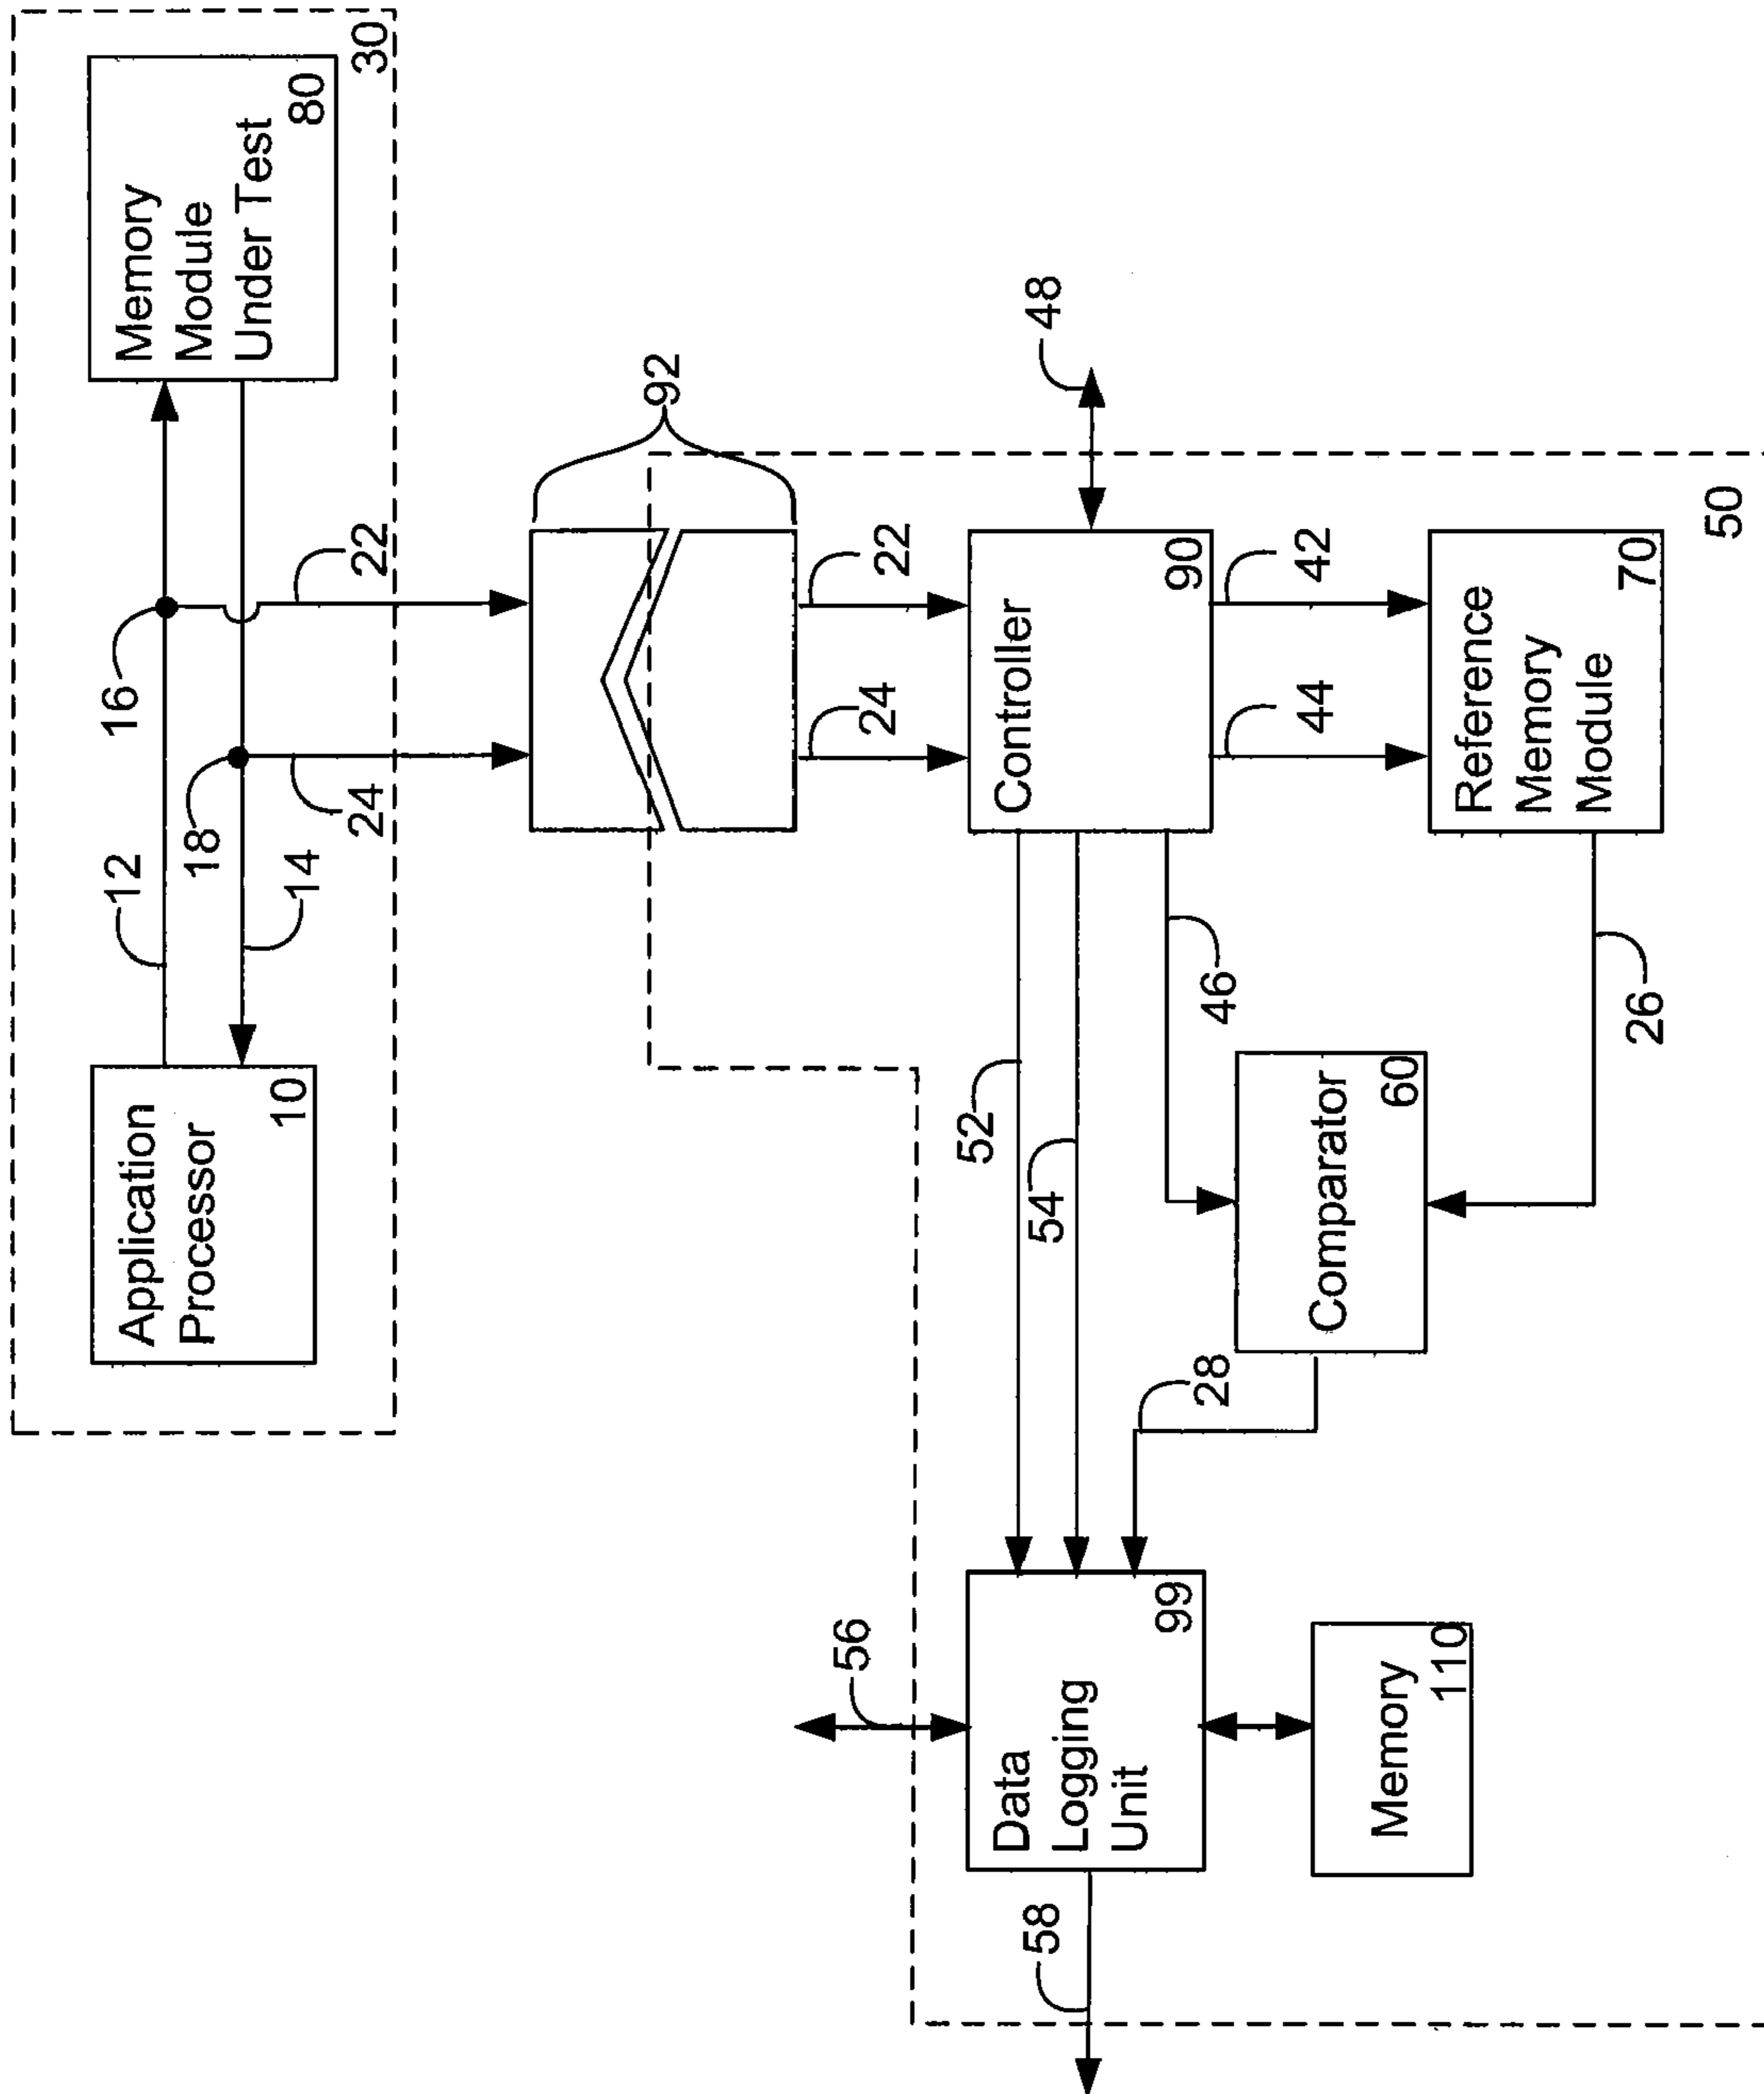 Application
Processor
10
12
14
16
18
Memory
Module
Under Test
80
30
22
24
92
22
24
48
Controller
90
42
44
Reference
Memory
Module
70
50
52
54
46
26
Comparator
60
28
56
Data
Logging
Unit
99
58
Memory
110